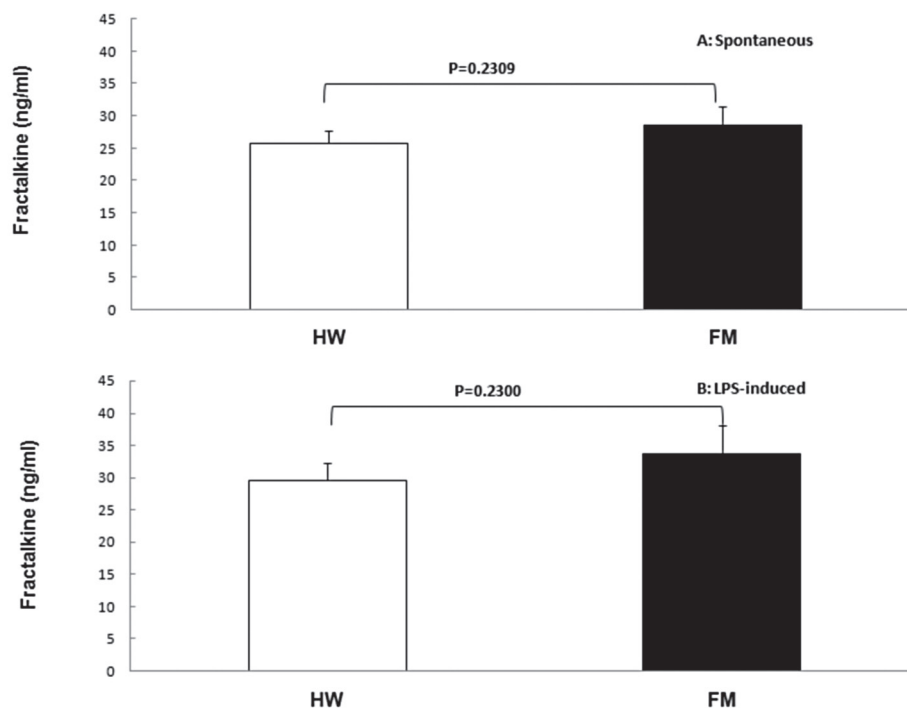 45
A: Spontaneous
40
P=0.2309
35
30
25
20
15
10
5
0
Fractalkine (ng/ml)
HW FM
45
P=0.2300 B: LPS-induced
40
35
30
25
20
15
10
5
0
Fractalkine (ng/ml)
HW FM